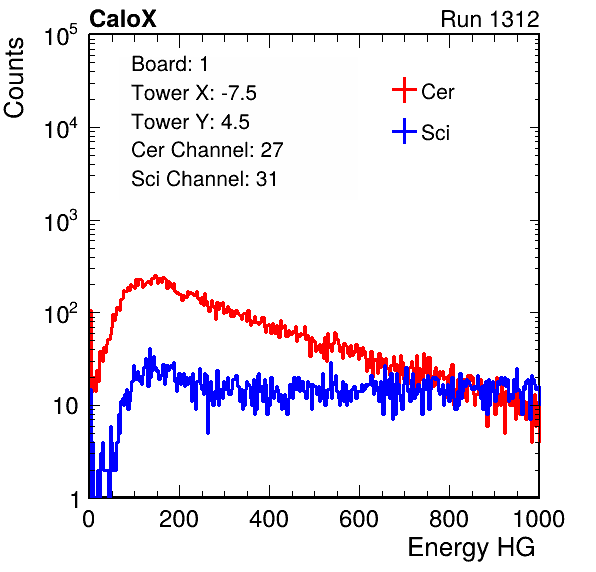 CaloX Run 1312
Counts
10^5
10^4
10^3
10^2
10
1
Board: 1
Tower X: -7.5
Tower Y: 4.5
Cer Channel: 27
Sci Channel: 31
Cer
Sci
0 200 400 600 800 1000
Energy HG